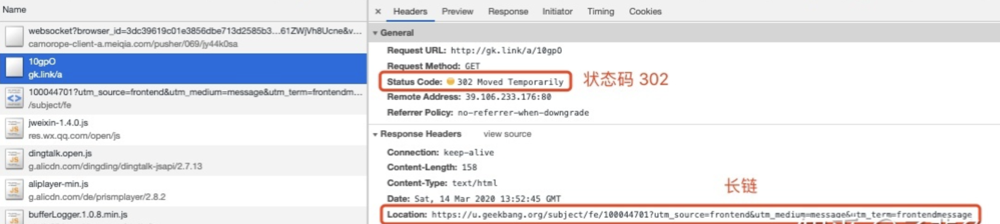 Name
websocket?browser_id=3dc39619c01e3856dbe713d2585b3...61ZWjVh8Ucne&v...
camorope-client-a.meiqia.com/pusher/069/jy44k0sa
10gpO
gk.link/a
100044701?utm_source=frontend&utm_medium=message&utm_term=frontendm...
/subject/fe
jweixin-1.4.0.js
res.wx.qq.com/open/js
dingtalk.open.js
g.alicdn.com/dingding/dingtalk-jsapi/2.7.13
aliplayer-min.js
g.alicdn.com/de/prismplayer/2.8.2
bufferLogger.1.0.8.min.js
× Headers Preview Response Initiator Timing Cookies
General
Request URL: http://gk.link/a/10gpO
Request Method: GET
Status Code: 302 Moved Temporarily
状态码 302
Remote Address: 39.106.233.176:80
Referrer Policy: no-referrer-when-downgrade
Response Headers view source
Connection: keep-alive
Content-Length: 158
Content-Type: text/html
长链
Date: Sat, 14 Mar 2020 13:52:45 GMT
Location: https://u.geekbang.org/subject/fe/100044701?utm_source=frontend&utm_medium=message&utm_term=frontendmessage
JS
JS
JS
JS